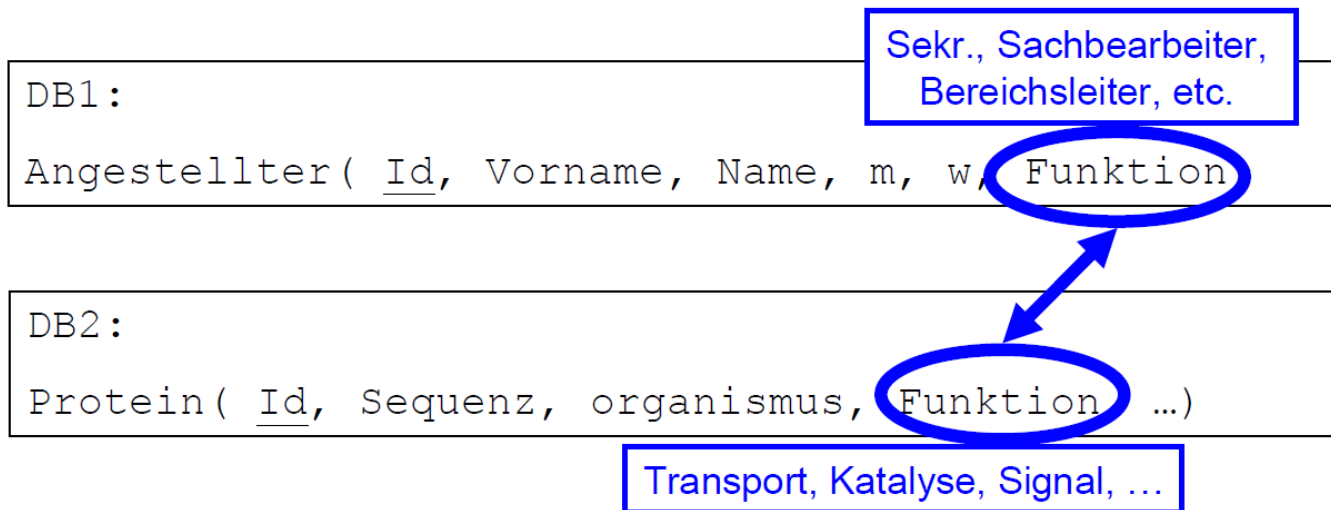 Sekr., Sachbearbeiter,
Bereichsleiter, etc.
DB1:
Angestellter( Id, Vorname, Name, m, w, Funktion
DB2:
Protein( Id, Sequenz, organismus, Funktion …)
Transport, Katalyse, Signal, …